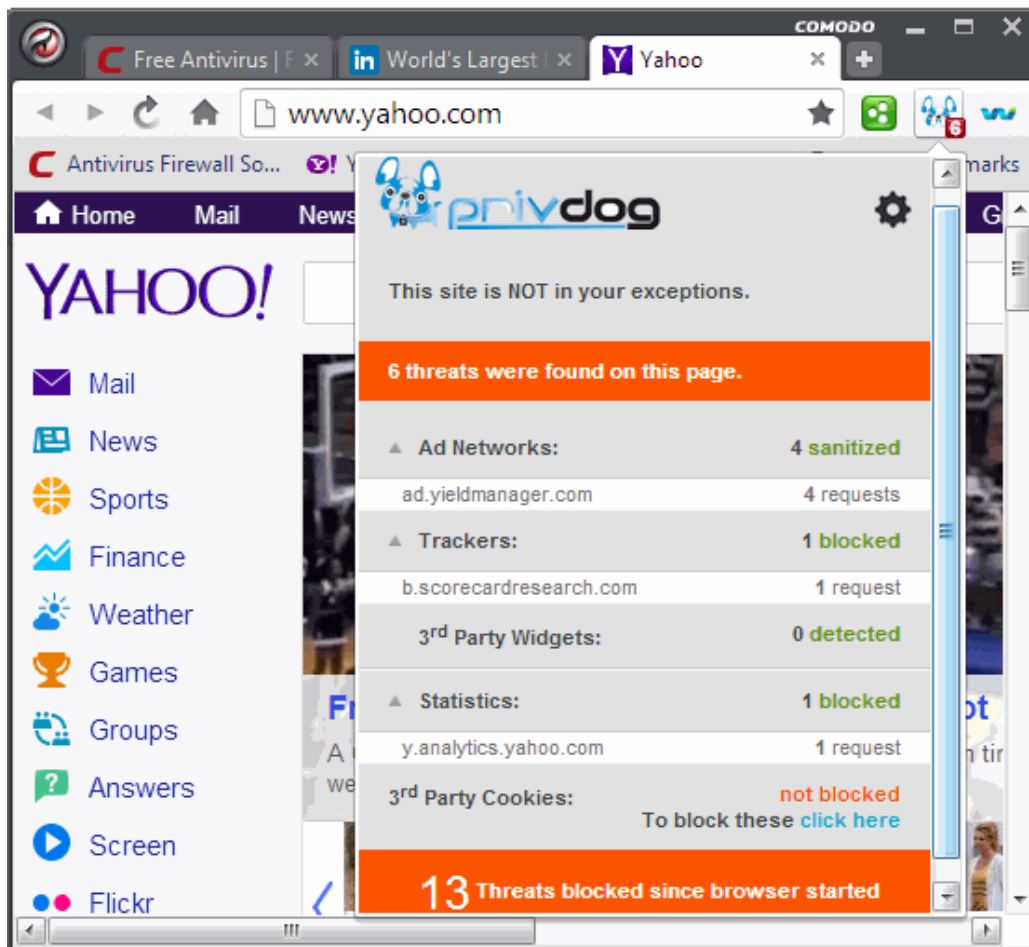 COMODO
Free Antivirus | F
World's Largest
Yahoo
www.yahoo.com
6
Antivirus Firewall So...
Y
marks
Home Mail News
G
YAHOO!
Mail
News
Sports
Finance
Weather
Games
Groups
Answers
Screen
Flickr
privdog
This site is NOT in your exceptions.
6 threats were found on this page.
Ad Networks: 4 sanitized
ad.yieldmanager.com 4 requests
Trackers: 1 blocked
b.scorecardresearch.com 1 request
3rd Party Widgets: 0 detected
Statistics: 1 blocked
y.analytics.yahoo.com 1 request
3rd Party Cookies: not blocked
To block these click here
13 Threats blocked since browser started